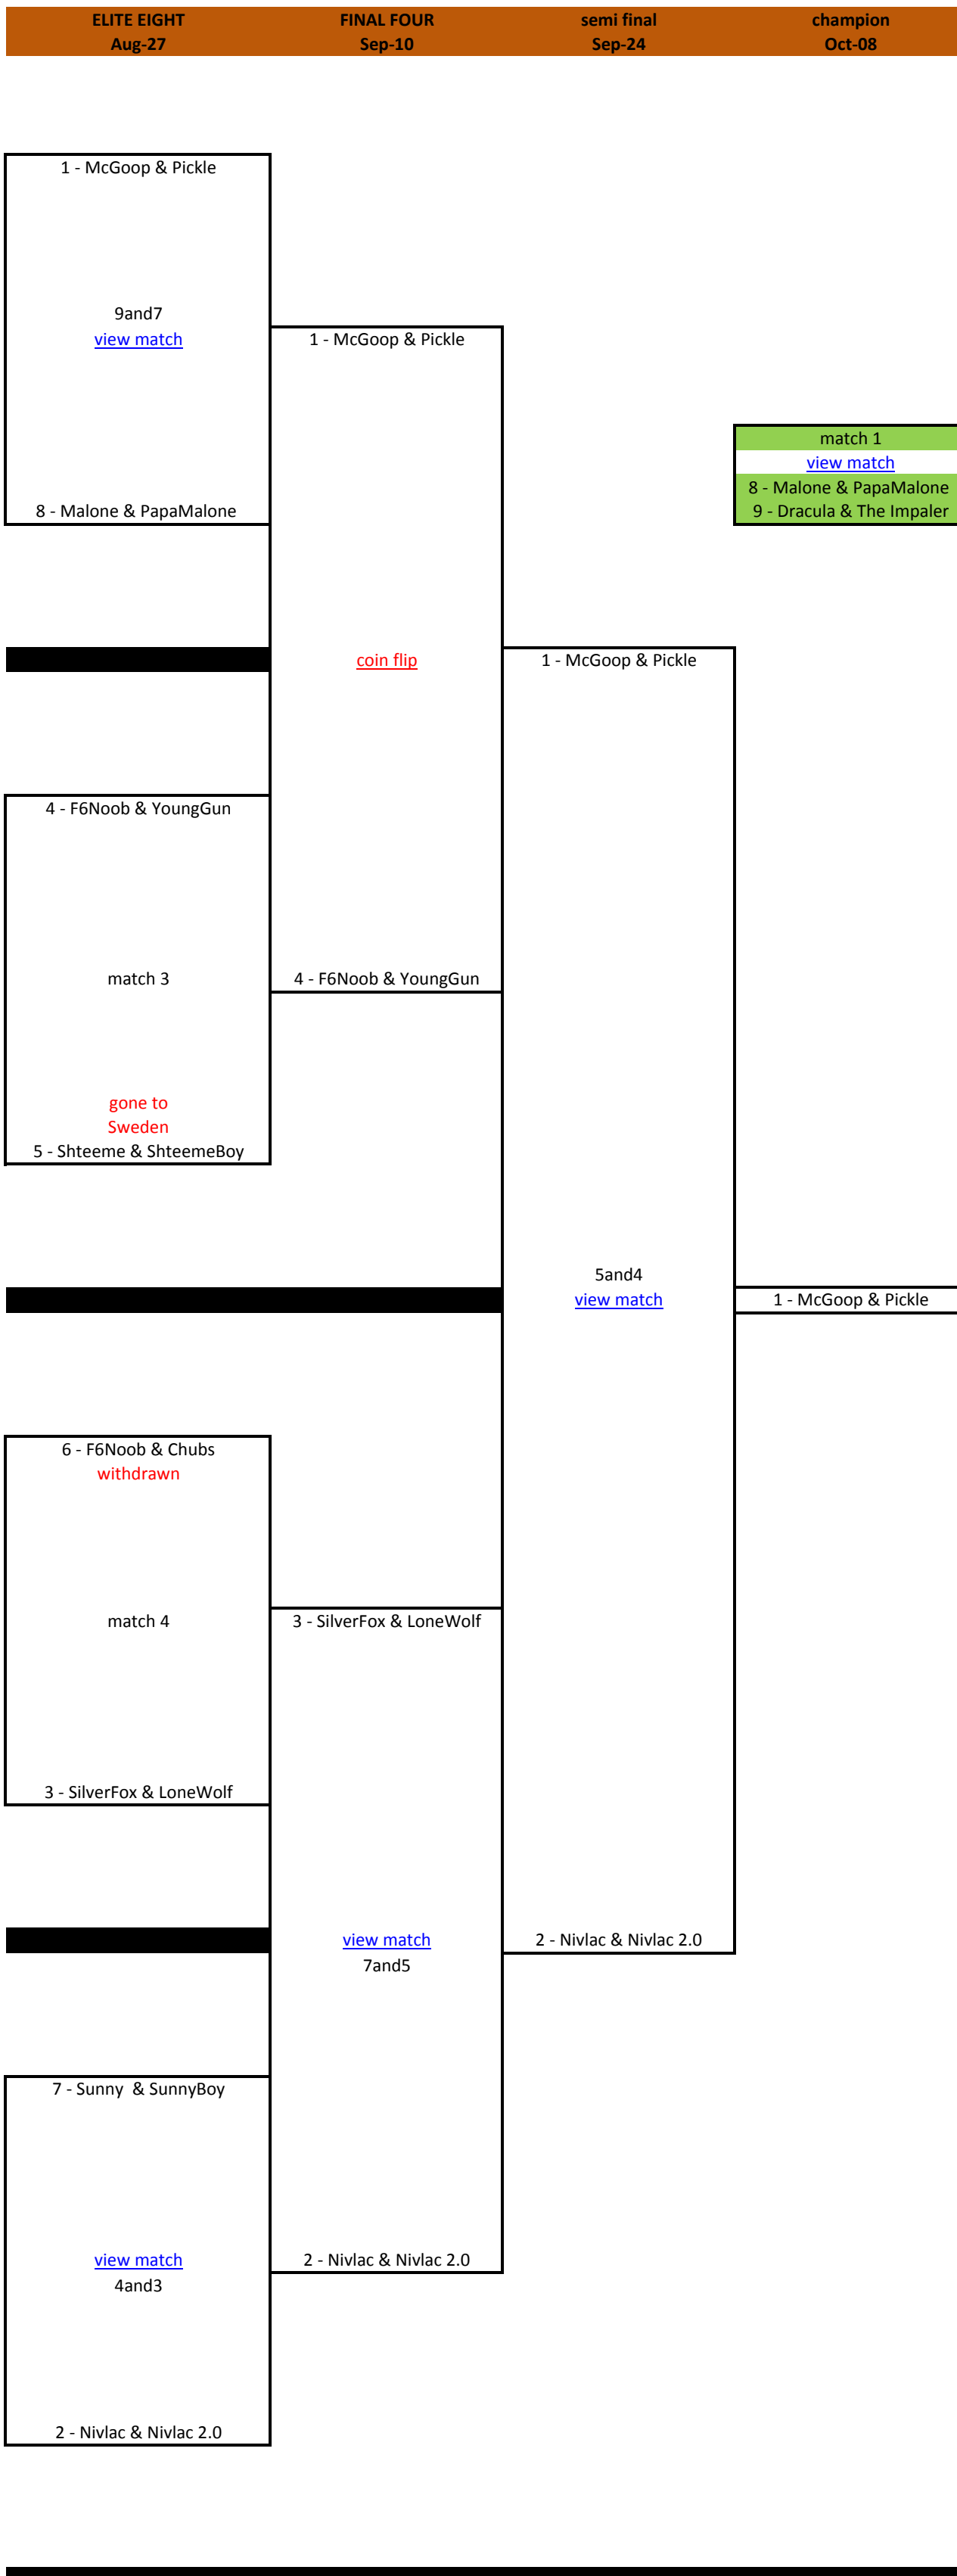 ELITE EIGHT FINAL FOUR semi final champion
Aug-27 Sep-10 Sep-24 Oct-08
1 - McGoop & Pickle
9and7
view match 1 - McGoop & Pickle
match 1
view match
8 - Malone & PapaMalone
8 - Malone & PapaMalone 9 - Dracula & The Impaler
coin flip 1 - McGoop & Pickle
4 - F6Noob & YoungGun
match 3 4 - F6Noob & YoungGun
gone to
Sweden
5 - Shteeme & ShteemeBoy
5and4
view match 1 - McGoop & Pickle
6 - F6Noob & Chubs
withdrawn
match 4 3 - SilverFox & LoneWolf
3 - SilverFox & LoneWolf
view match 2 - Nivlac & Nivlac 2.0
7and5
7 - Sunny  & SunnyBoy
view match 2 - Nivlac & Nivlac 2.0
4and3
2 - Nivlac & Nivlac 2.0